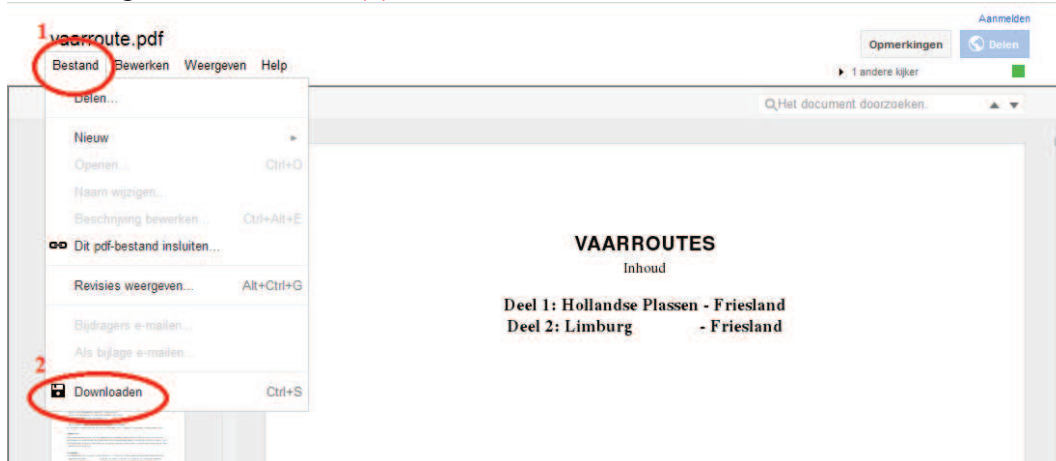 Aanmelden
1
vaarroute.pdf
Opmerkingen
Delen
Bestand Bewerken Weergeven Help
1 andere kijker
Delen...
Het document doorzoeken.
Nieuw
Openen... Ctrl+O
Naam wijzigen...
Beschrijving bewerken... Ctrl+Alt+E
Dit pdf-bestand insluiten...
VAARROUTES
Inhoud
Revisies weergeven... Alt+Ctrl+G
Deel 1: Hollandse Plassen - Friesland
Deel 2: Limburg - Friesland
Bijdragers e-mailen...
Als bijlage e-mailen...
2
Downloaden Ctrl+S